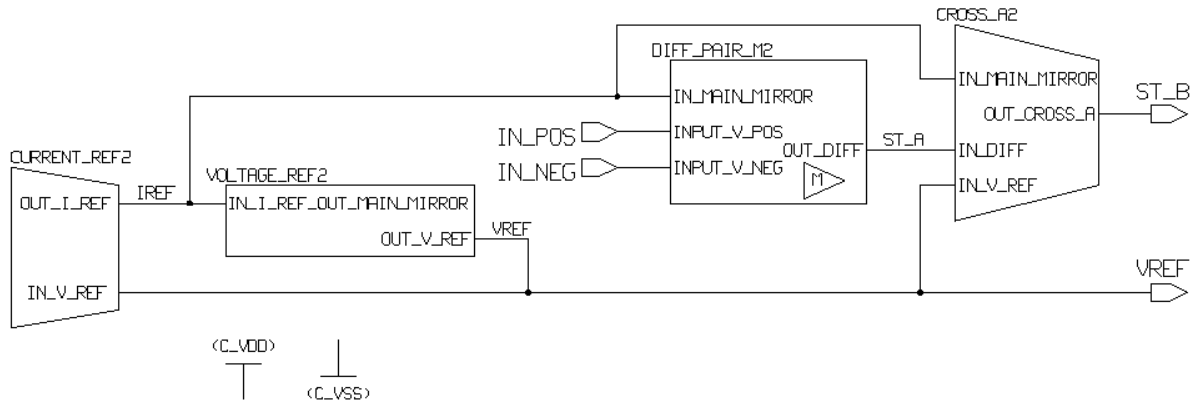 CROSS_A2
DIFF_PAIR_M2
IN_MAIN_MIRROR
ST_B
IN_MAIN_MIRROR
OUT_CROSS_A
IN_POS
INPUT_V_POS
ST_A
OUT_DIFF
IN_DIFF
CURRENT_REF2
IN_NEG
INPUT_V_NEG
VOLTAGE_REF2
M
IN_V_REF
OUT_I_REF
IREF
IN_I_REF_OUT_MAIN_MIRROR
OUT_V_REF
VREF
VREF
IN_V_REF
(C_VDD)
(C_VSS)